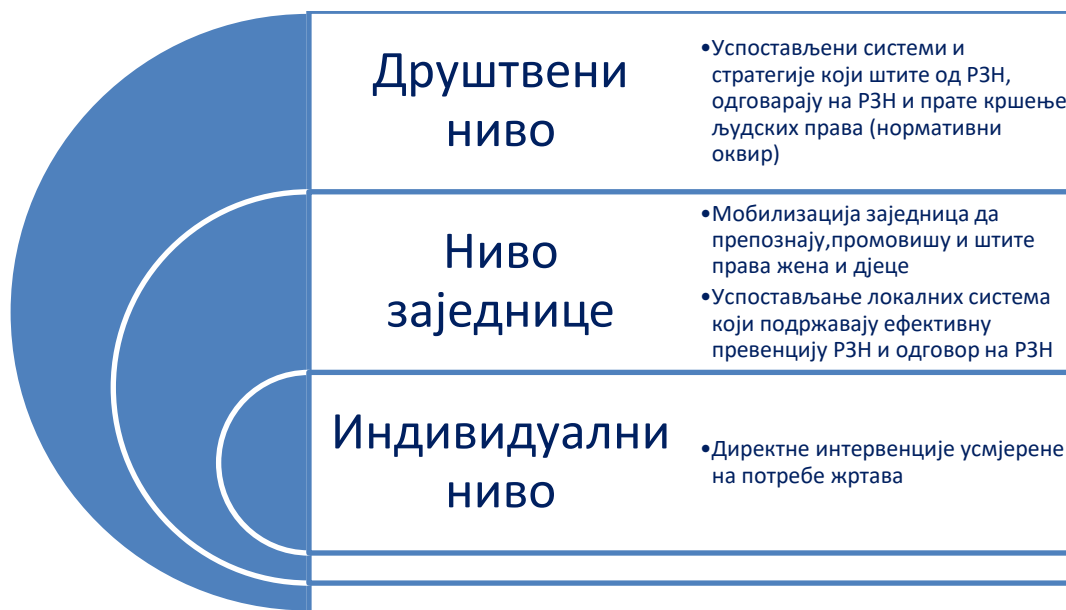 Друштвени
ниво
•Успостављени системи и
стратегије који штите од РЗН,
одговарају на РЗН и прате кршење
људских права (нормативни
оквир)
Ниво
заједнице
•Мобилизација заједница да
препознају,промовишу и штите
права жена и дјеце
•Успостављање локалних система
који подржавају ефективну
превенцију РЗН и одговор на РЗН
Индивидуални
ниво
•Директне интервенције усмјерене
на потребе жртава